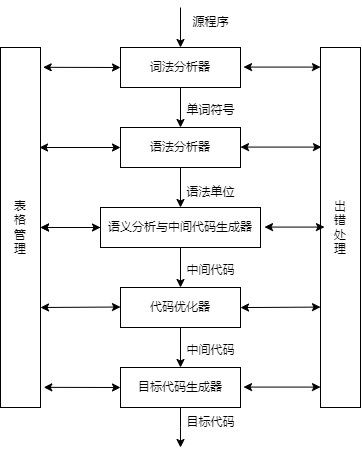 源程序
词法分析器
单词符号
语法分析器
语法单位
表格管理
语义分析与中间代码生成器
出错处理
中间代码
代码优化器
中间代码
目标代码生成器
目标代码